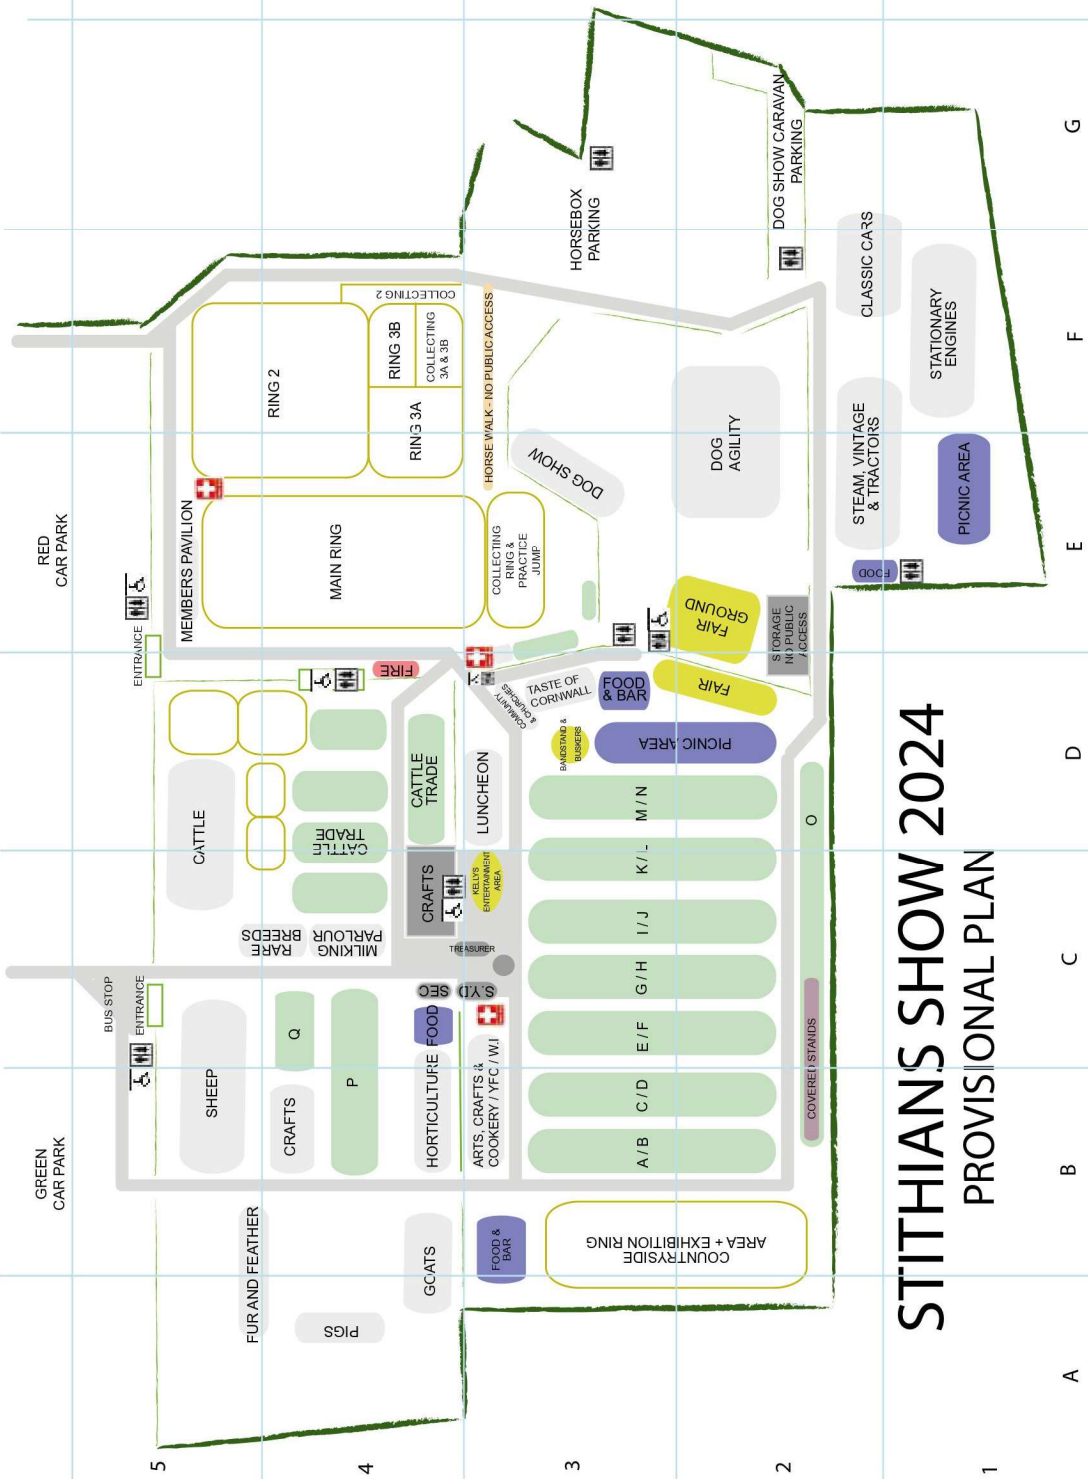 STITHIANS SHOW 2024
PROVISIONAL PLAN
RED
CAR PARK
GREEN
CAR PARK
BUS STOP
ENTRANCE
ENTRANCE
MEMBERS PAVILION
MAIN RING
RING 2
RING 3A
RING 3B
COLLECTING
3A & 3B
COLLECTING 2
HORSE WALK - NO PUBLIC ACCESS
COLLECTING
RING &
PRACTICE
JUMP
HORSEBOX
PARKING
DOG SHOW CARAVAN
PARKING
CLASSIC CARS
STATIONARY
ENGINES
STEAM, VINTAGE
& TRACTORS
PICNIC AREA
FOOD
DOG
AGILITY
DOG SHOW
FAIR
GROUND
STORAGE
NO PUBLIC
ACCESS
FAIR
FOOD
& BAR
TASTE OF
CORNWALL
COMMUNITY
& CHURCHES
BANDSTAND &
BUSKERS
PICNIC AREA
FIRE
CATTLE
CATTLE
TRADE
CATTLE
TRADE
LUNCHEON
CRAFTS
KELLYS
ENTERTAINMENT
AREA
TREASURER
RARE
BREEDS
MILKING
PARLOUR
SEC
S.Y.D
FOOD
HORTICULTURE
ARTS, CRAFTS &
COOKERY / YFC / W.I
SHEEP
Q
CRAFTS
P
M / N
K / L
I / J
G / H
E / F
C / D
A / B
O
COVERED STANDS
FUR AND FEATHER
PIGS
GOATS
FOOD &
BAR
COUNTRYSIDE
AREA + EXHIBITION RING
A
B
C
D
E
F
G
5
4
3
2
1